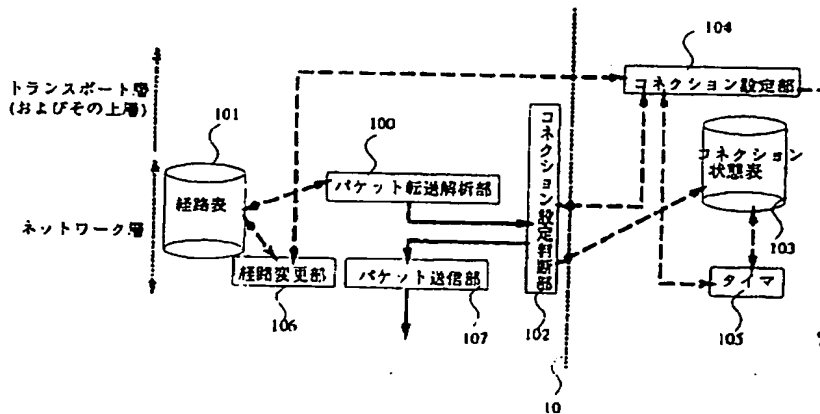 104
トランスポート層
(およびその上層)
コネクション設定部
101
100
コネクション設定判断部
コネクション
状態表
パケット転送解析部
経路表
ネットワーク層
103
経路変更部
パケット送信部
タイマ
106
107
102
105
10